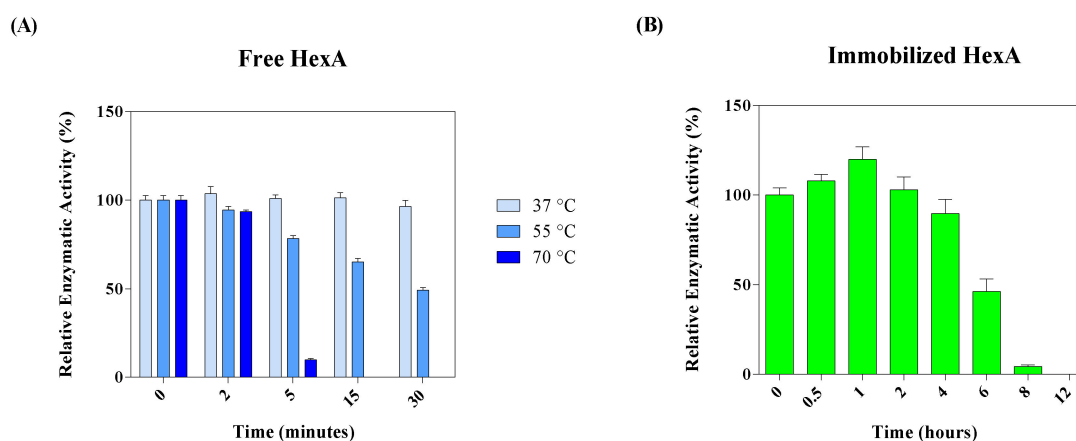 (A)
Free HexA
Relative Enzymatic Activity (%)
150
100
50
0
0 2 5 15 30
Time (minutes)
37 °C
55 °C
70 °C
(B)
Immobilized HexA
Relative Enzymatic Activity (%)
150
100
50
0
0 0.5 1 2 4 6 8 12
Time (hours)